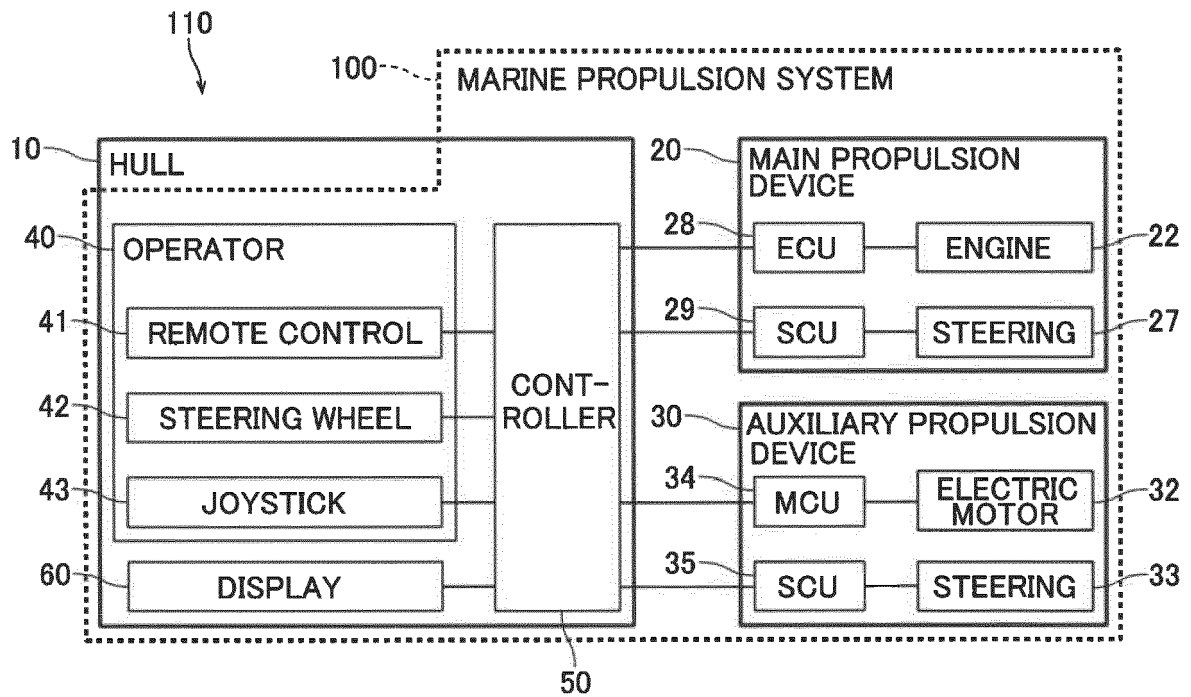 110
100
MARINE PROPULSION SYSTEM
10
HULL
20
MAIN PROPULSION
DEVICE
40
OPERATOR
28
ECU
ENGINE
22
41
REMOTE CONTROL
29
SCU
STEERING
27
CONT-
ROLLER
42
STEERING WHEEL
30
AUXILIARY PROPULSION
DEVICE
43
JOYSTICK
34
MCU
ELECTRIC
MOTOR
32
60
DISPLAY
35
SCU
STEERING
33
50